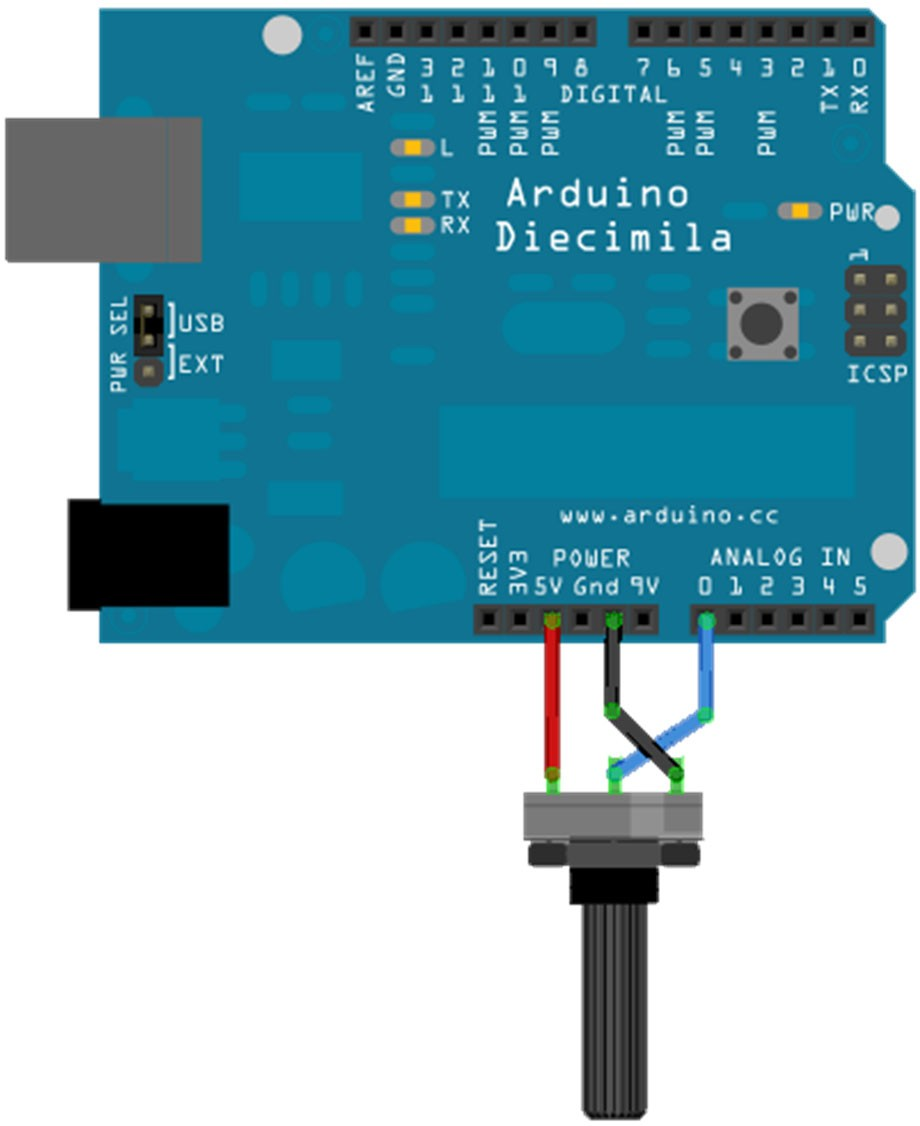 AREF
GND
13
12
11
10
9
8
7
6
5
4
3
2
1
0
TX
RX
DIGITAL
PWM
PWM
PWM
PWM
PWM
PWM
L
TX
RX
Arduino
Diecimila
PWR
1
ICSP
PWR SEL
USB
EXT
www.arduino.cc
RESET
3V3
POWER
5V Gnd 9V
ANALOG IN
0 1 2 3 4 5